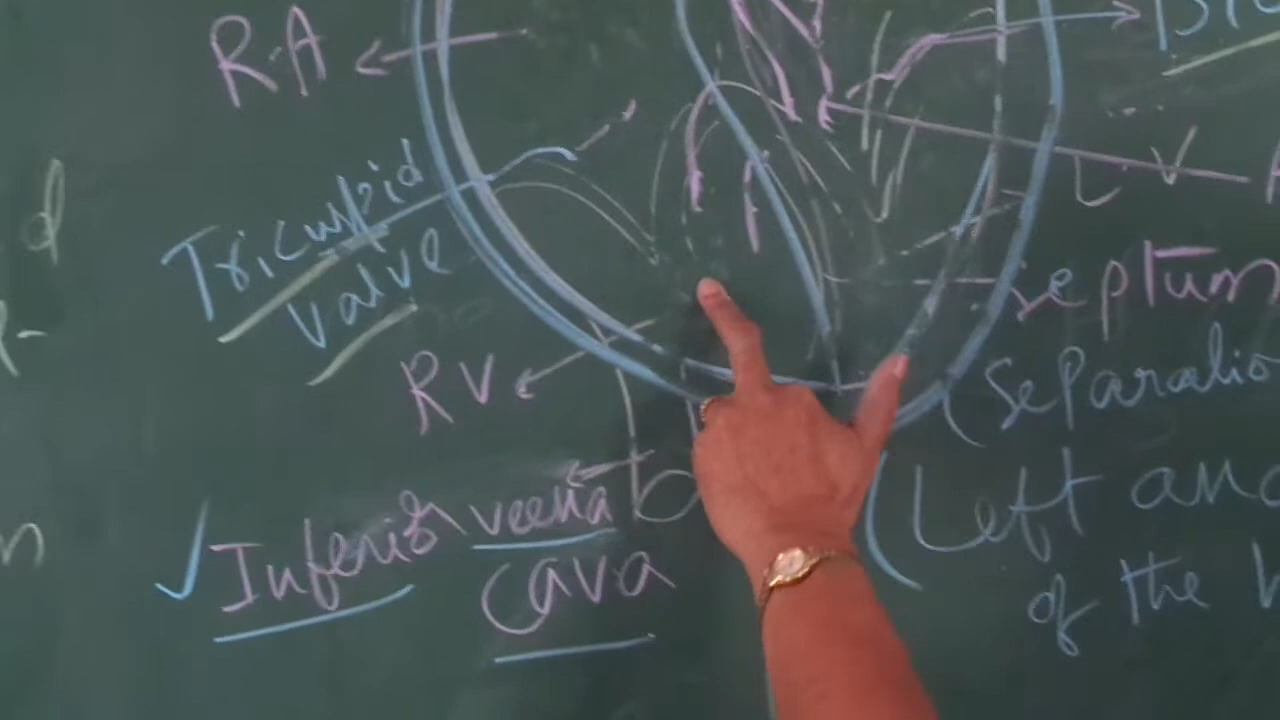 R.A
d
Tricuspid
valve
L V
septum
RV
(separatio
(Left and
Inferior veena
cava
of the h
n